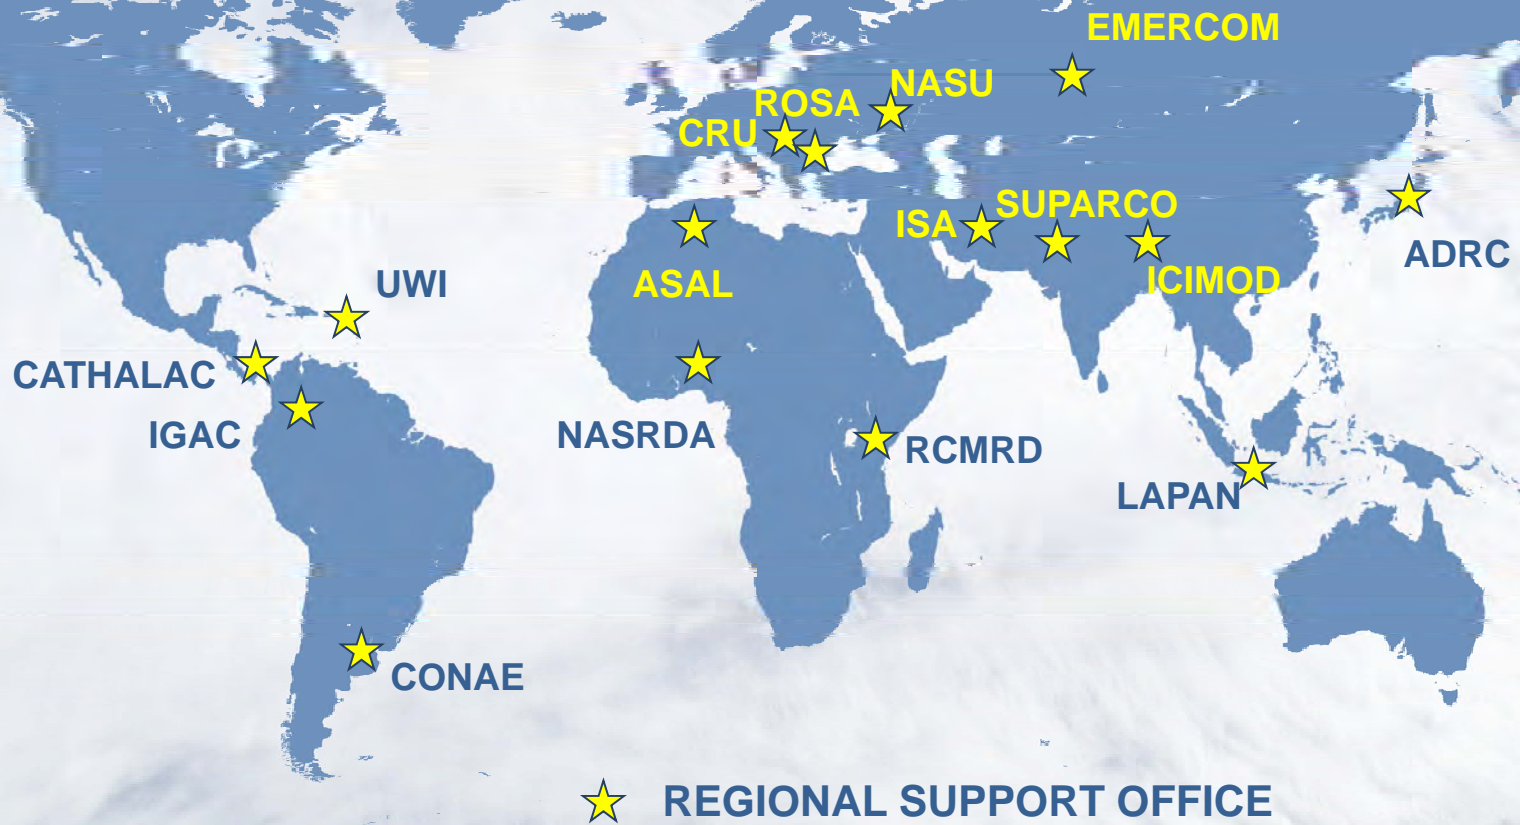 EMERCOM
NASU
ROSA
CRU
SUPARCO
ISA
ADRC
UWI
ASAL
ICIMOD
CATHALAC
IGAC
NASRDA
RCMRD
LAPAN
CONAE
REGIONAL SUPPORT OFFICE